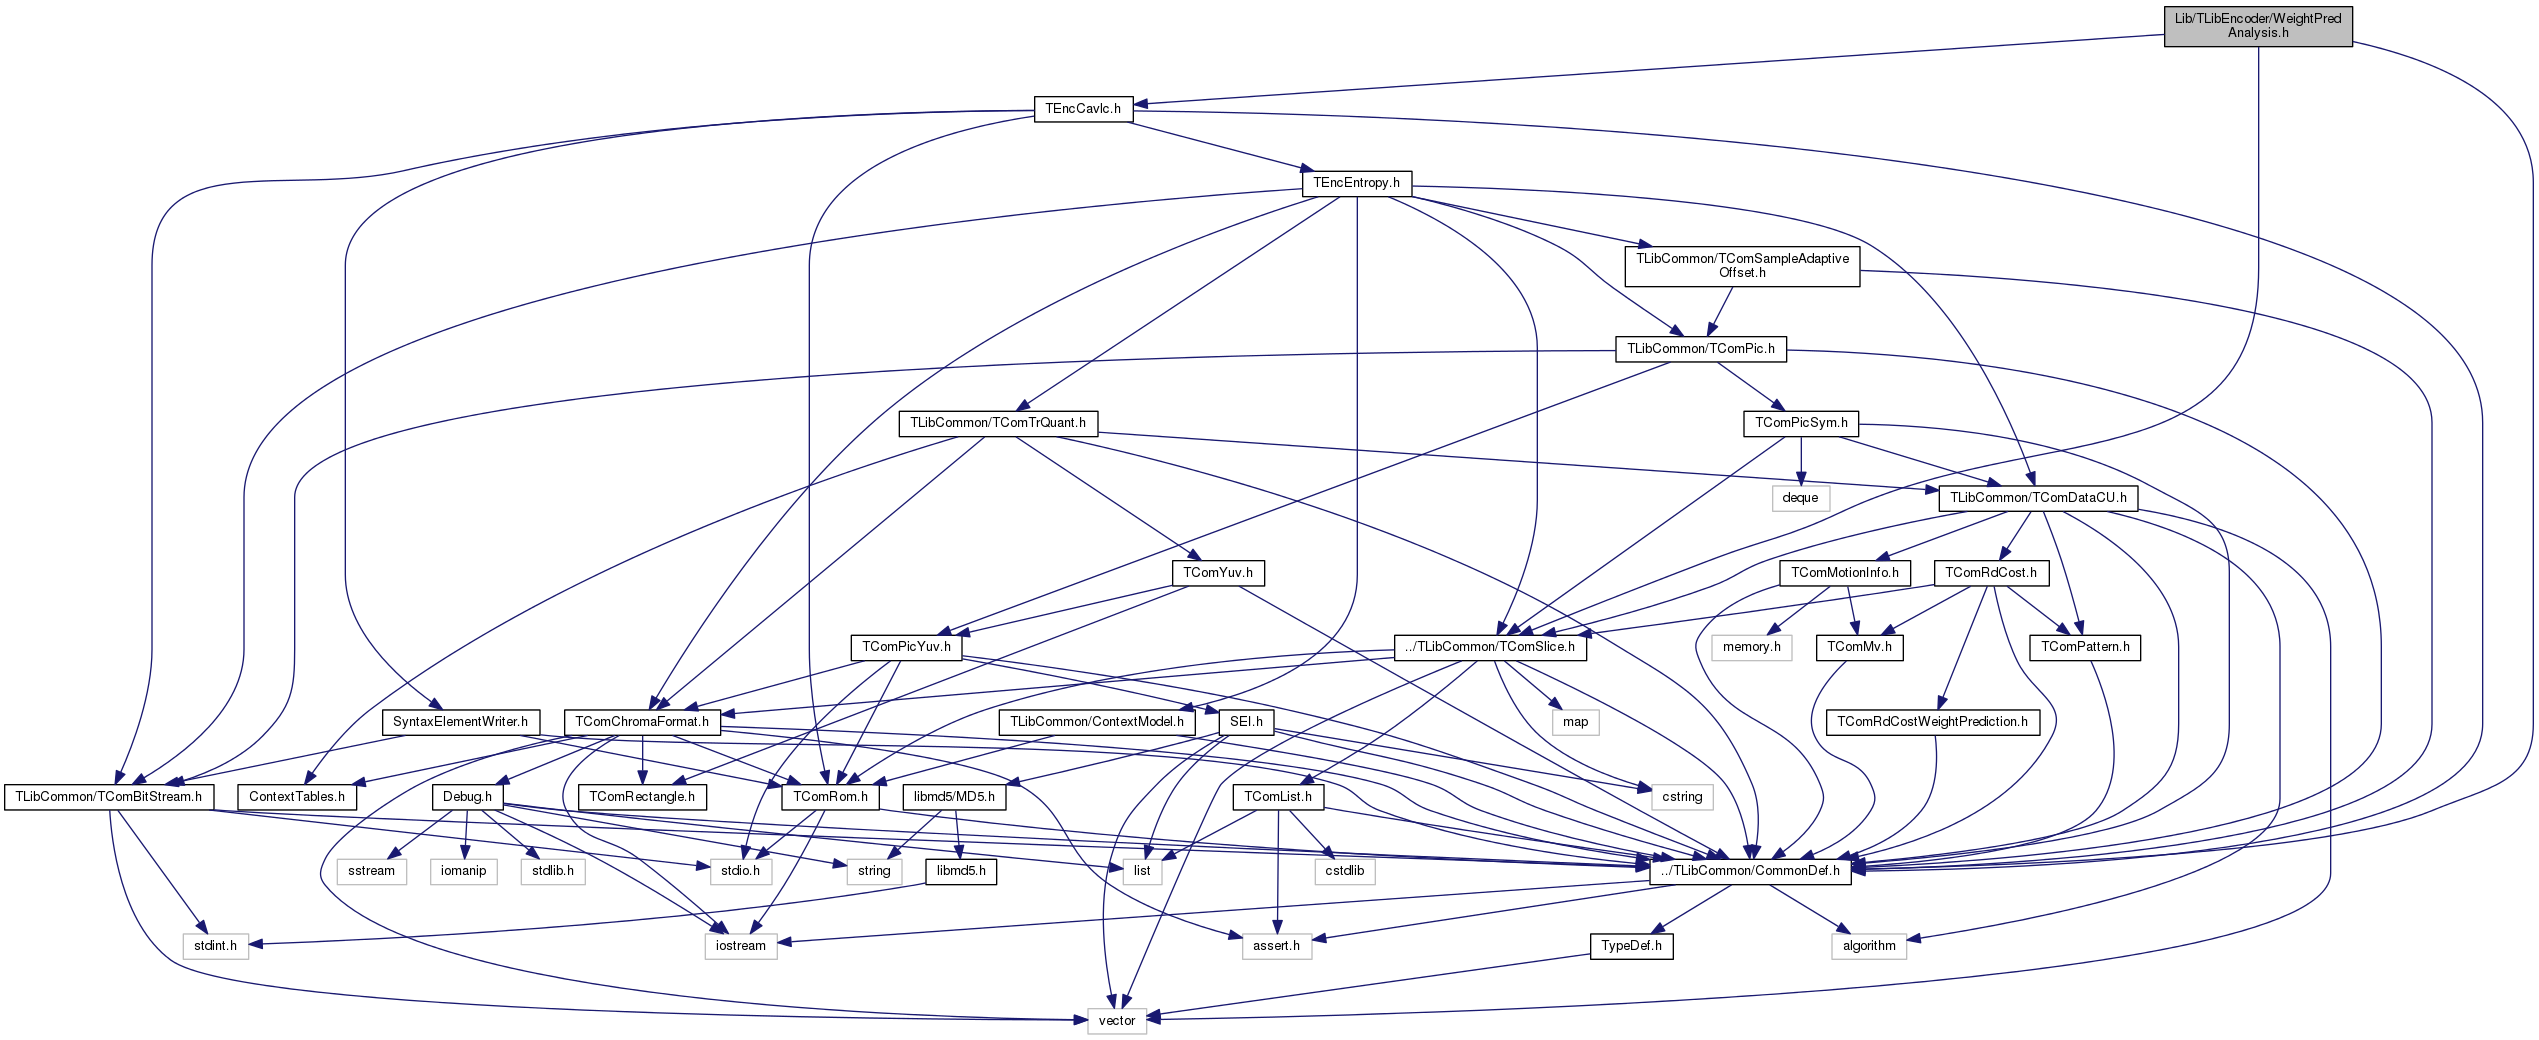 Lib/TLibEncoder/WeightPred
Analysis.h
TEncCavlc.h
TEncEntropy.h
TLibCommon/TComSampleAdaptive
Offset.h
TLibCommon/TComPic.h
TLibCommon/TComTrQuant.h
TComPicSym.h
deque
TLibCommon/TComDataCU.h
TComYuv.h
TComMotionInfo.h
TComRdCost.h
TComPicYuv.h
../TLibCommon/TComSlice.h
memory.h
TComMv.h
TComPattern.h
SyntaxElementWriter.h
TComChromaFormat.h
TLibCommon/ContextModel.h
SEI.h
map
TComRdCostWeightPrediction.h
TLibCommon/TComBitStream.h
ContextTables.h
Debug.h
TComRectangle.h
TComRom.h
libmd5/MD5.h
TComList.h
cstring
sstream
iomanip
stdlib.h
stdio.h
string
libmd5.h
list
cstdlib
../TLibCommon/CommonDef.h
stdint.h
iostream
assert.h
TypeDef.h
algorithm
vector